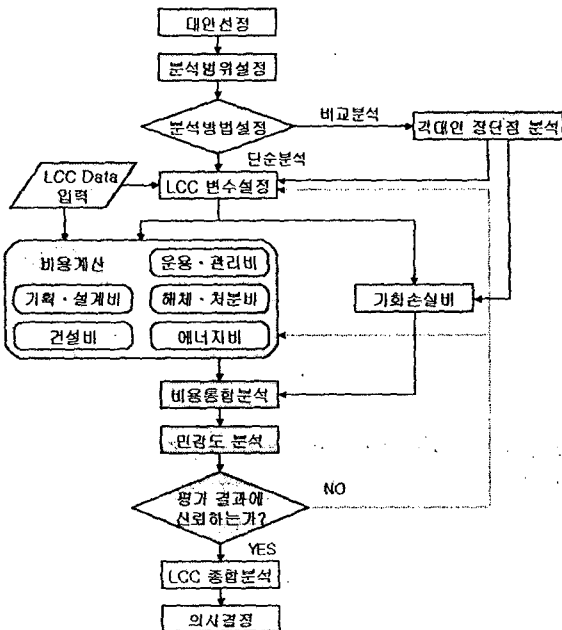 대안선정
분석범위설정
분석방법설정
비교분석
각대안 장단점 분석
단순분석
LCC Data
입력
LCC 변수설정
비용계산
운용·관리비
기획·설계비
해체·처분비
건설비
에너지비
기회손실비
비용통합분석
민감도 분석
평가 결과에
신뢰하는가?
NO
YES
LCC 종합분석
의사결정